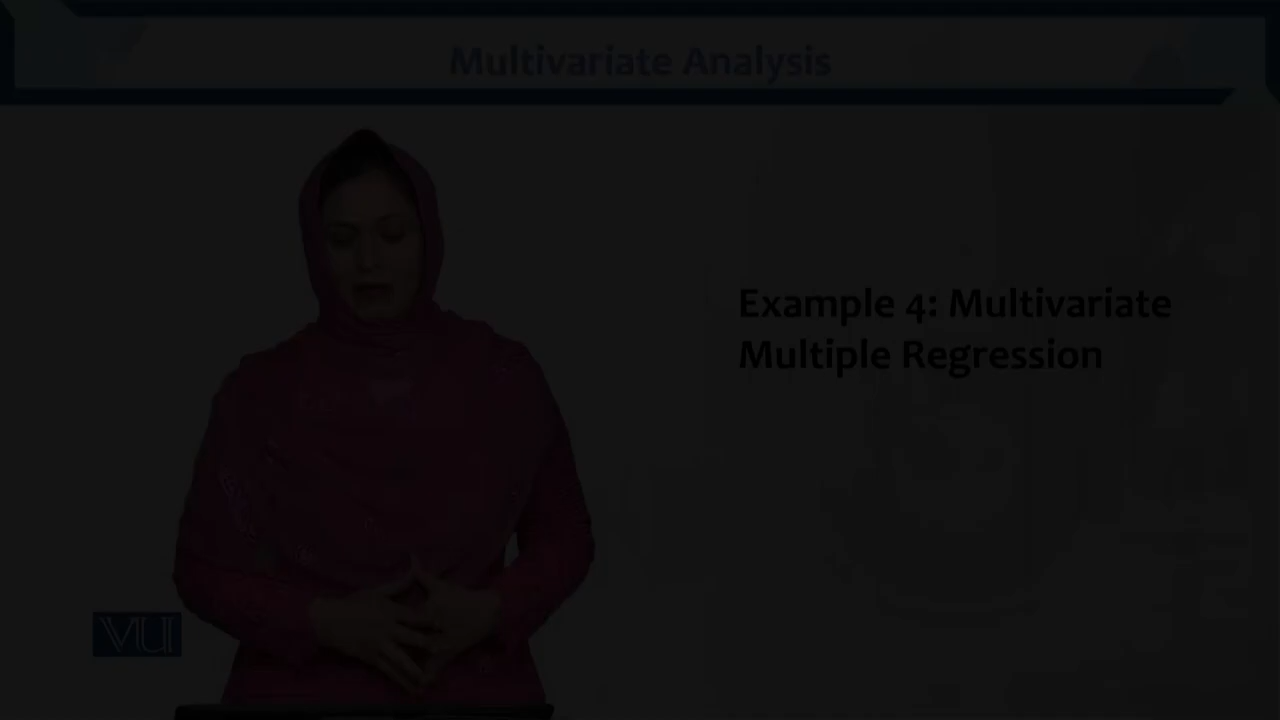 Multivariate Analysis
Example 4: Multivariate
Multiple Regression
VU